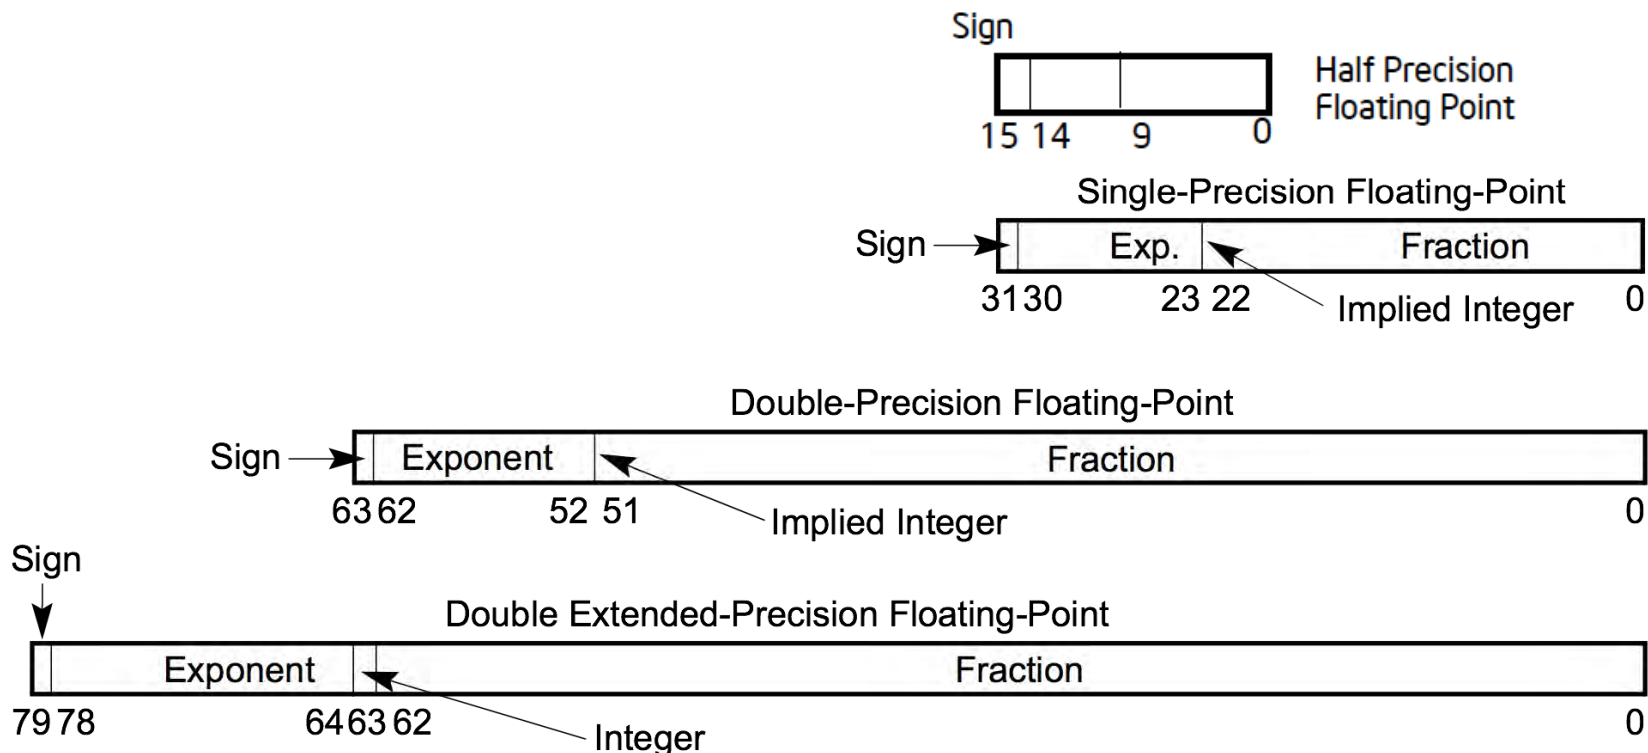 Sign
Half Precision
Floating Point
15 14 9 0
Single-Precision Floating-Point
Sign Exp. Fraction
31 30 23 22 0
Implied Integer
Double-Precision Floating-Point
Sign Exponent Fraction
63 62 52 51 0
Implied Integer
Sign
Double Extended-Precision Floating-Point
Exponent Fraction
79 78 64 63 62 0
Integer